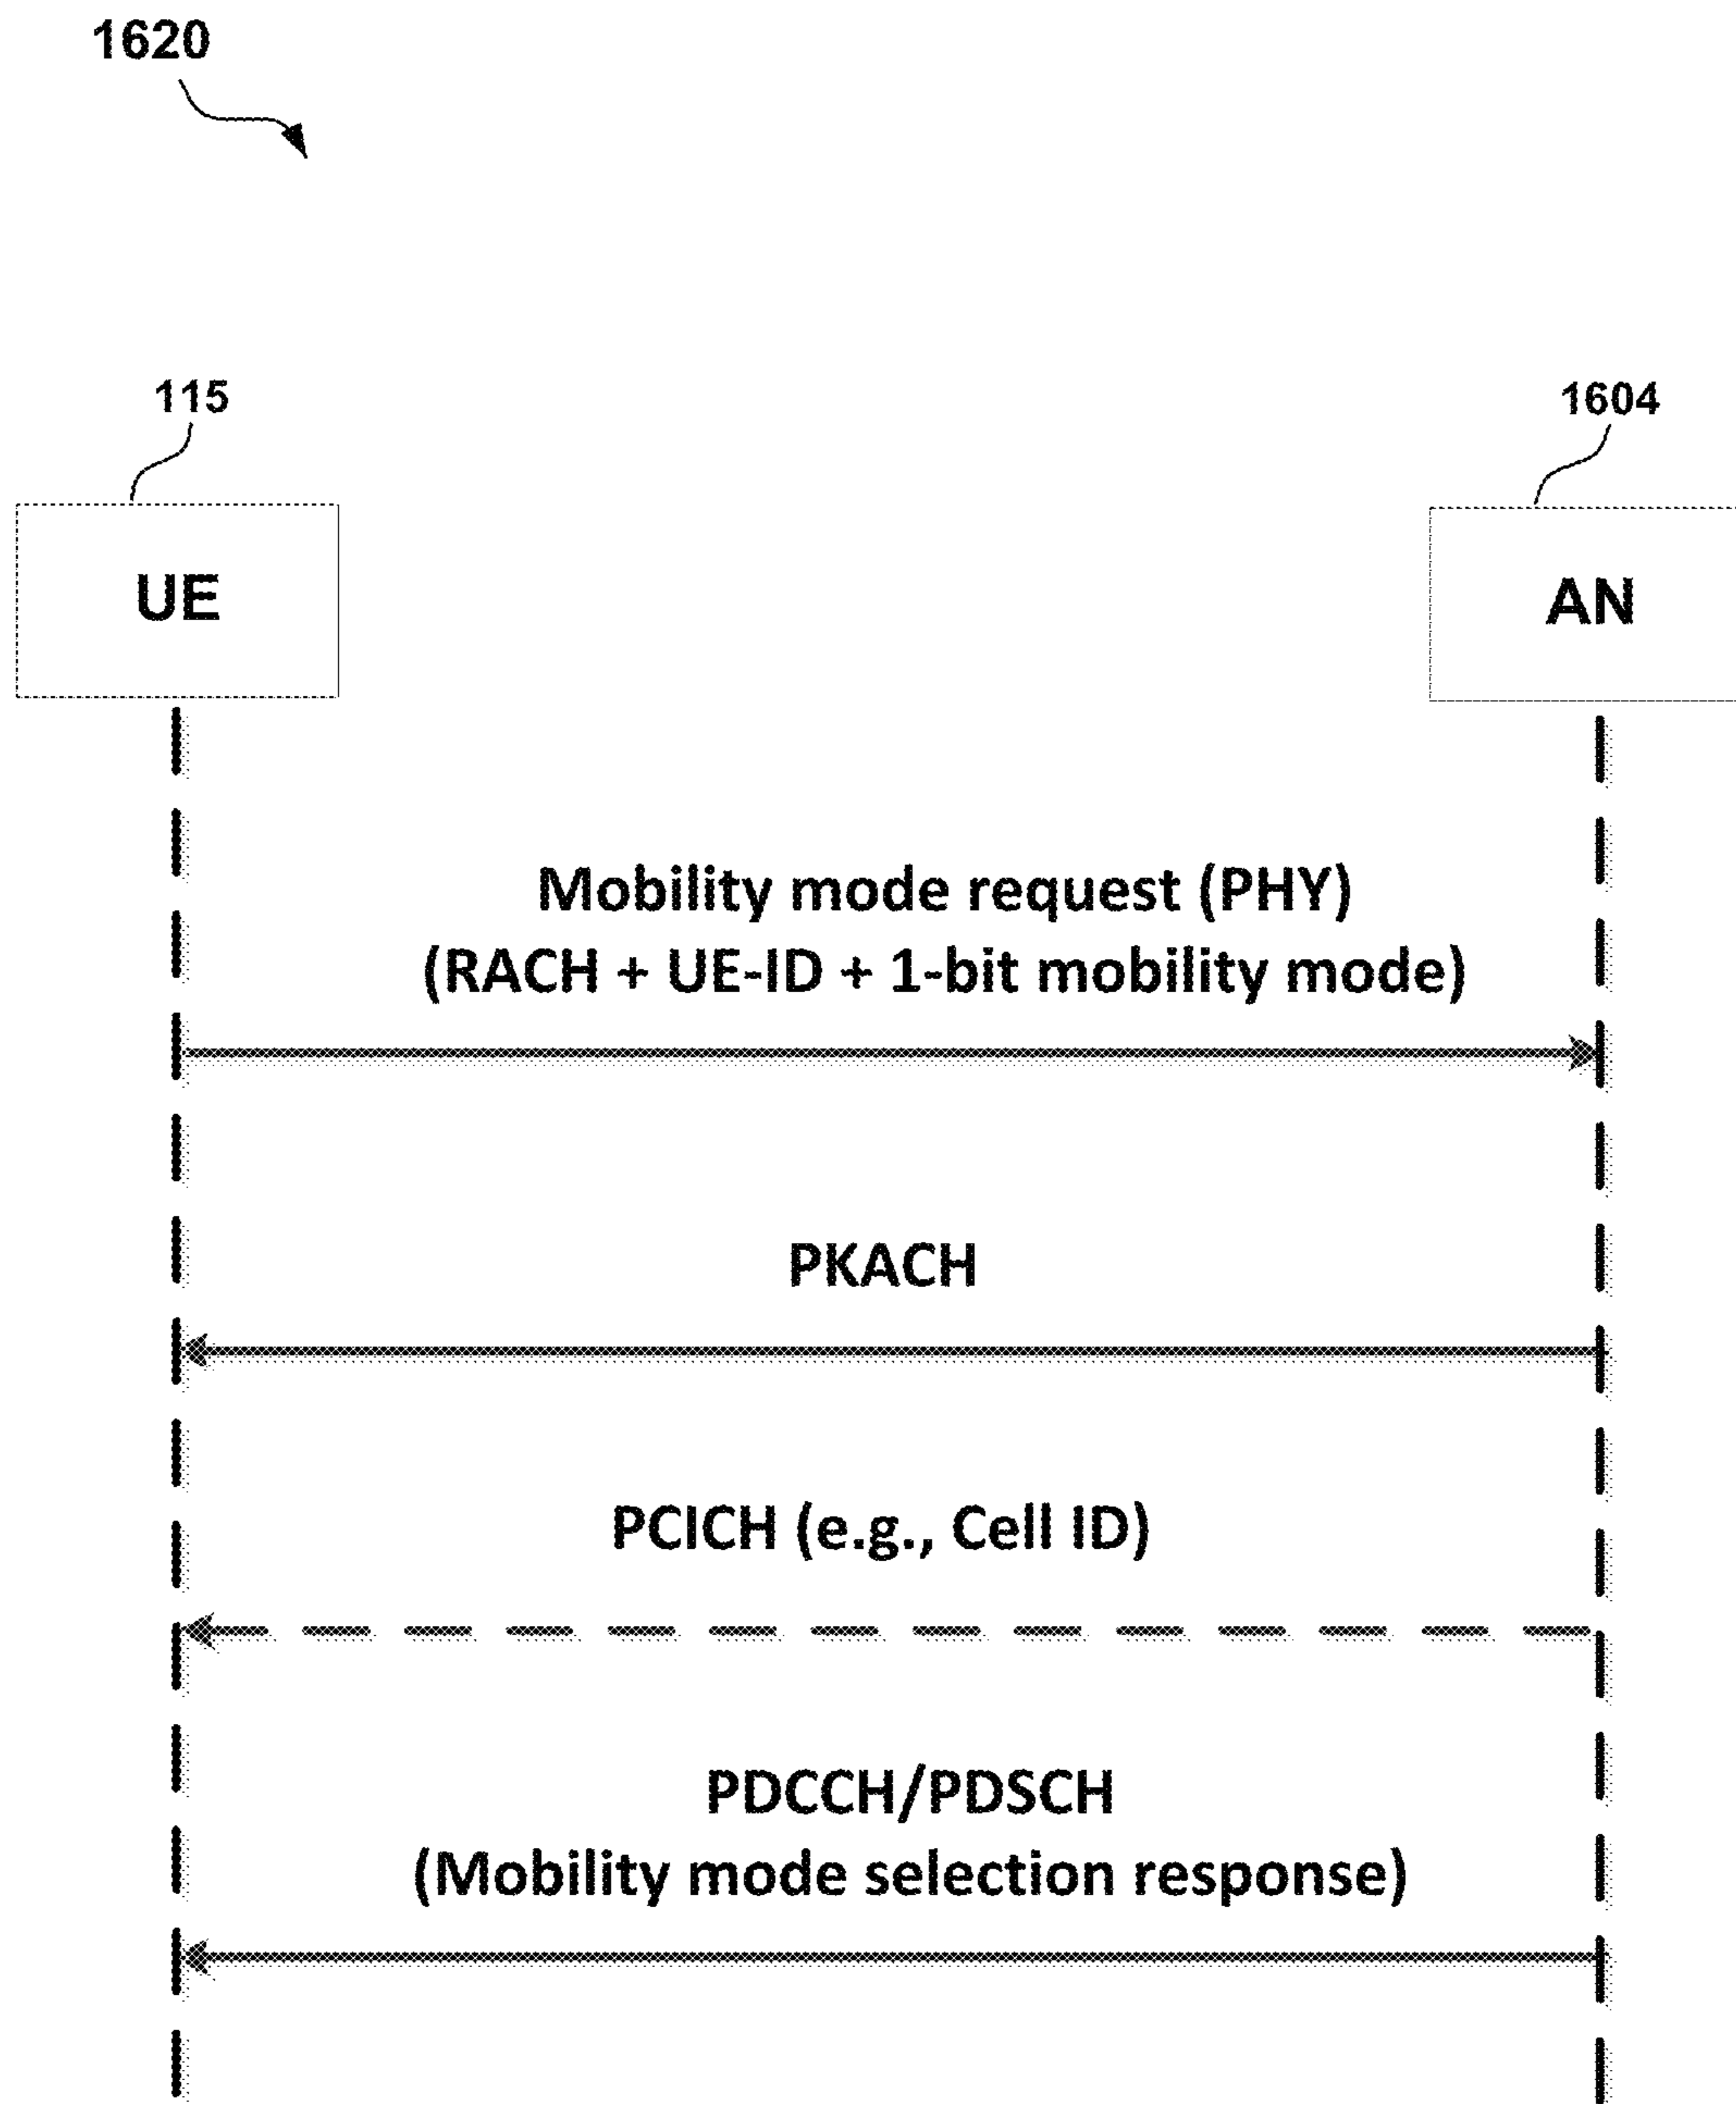 1620
115
1604
UE
AN
Mobility mode request (PHY)
(RACH + UE-ID + 1-bit mobility mode)
PKACH
PCICH (e.g., Cell ID)
PDCCH/PDSCH
(Mobility mode selection response)